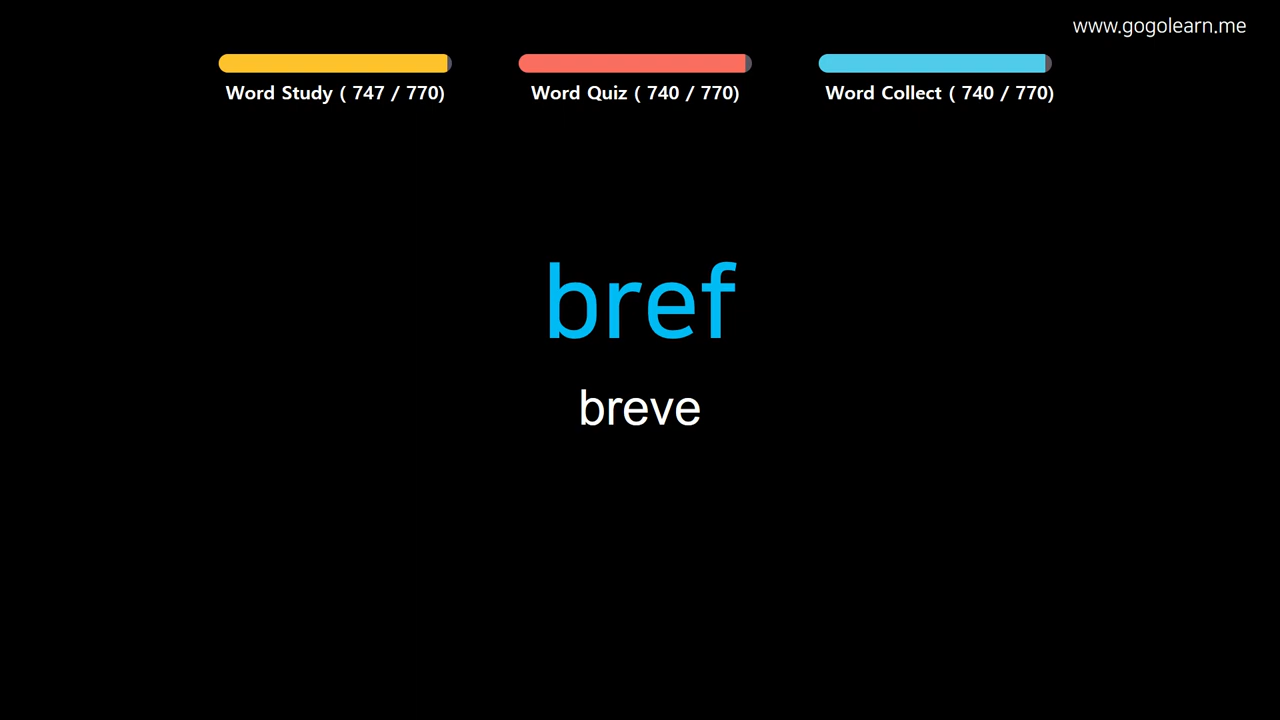 www.gogolearn.me
Word Study ( 747 / 770)
Word Quiz ( 740 / 770)
Word Collect ( 740 / 770)
bref
breve